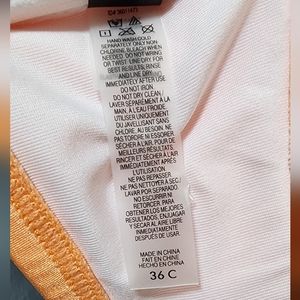 ID# 36011473
HAND WASH COLD
SEPARATELY ONLY NON
CHLORINE BLEACH WHEN
NEEDED. DO NOT WRING
OR TWIST. LINE DRY. FOR
BEST RESULTS, RINSE
AND LINE DRY
IMMEDIATELY AFTER WEAR
DO NOT IRON
DO NOT DRY CLEAN /
LAVER SÉPARÉMENT À LA
MAIN, À L'EAU FROIDE.
UTILISER UNIQUEMENT
DU JAVELLISANT SANS
CHLORE, AU BESOIN. NE
PAS TORDRE NI ESSORER.
SÉCHER À L'AIR. POUR DE
MEILLEURS RÉSULTATS,
RINCER ET SÉCHER À L'AIR
IMMÉDIATEMENT APRÈS
L'UTILISATION
NE PAS REPASSER
NE PAS NETTOYER À SEC /
NO ESCURRIR NI
RETORCER. PARA
OBTENER LOS MEJORES
RESULTADOS, ENJUAGAR
Y SECAR AL AIRE LIBRE
INMEDIATAMENTE
DESPUÉS DE USAR.
MADE IN CHINA
FAIT EN CHINE
HECHO EN CHINA
36 C